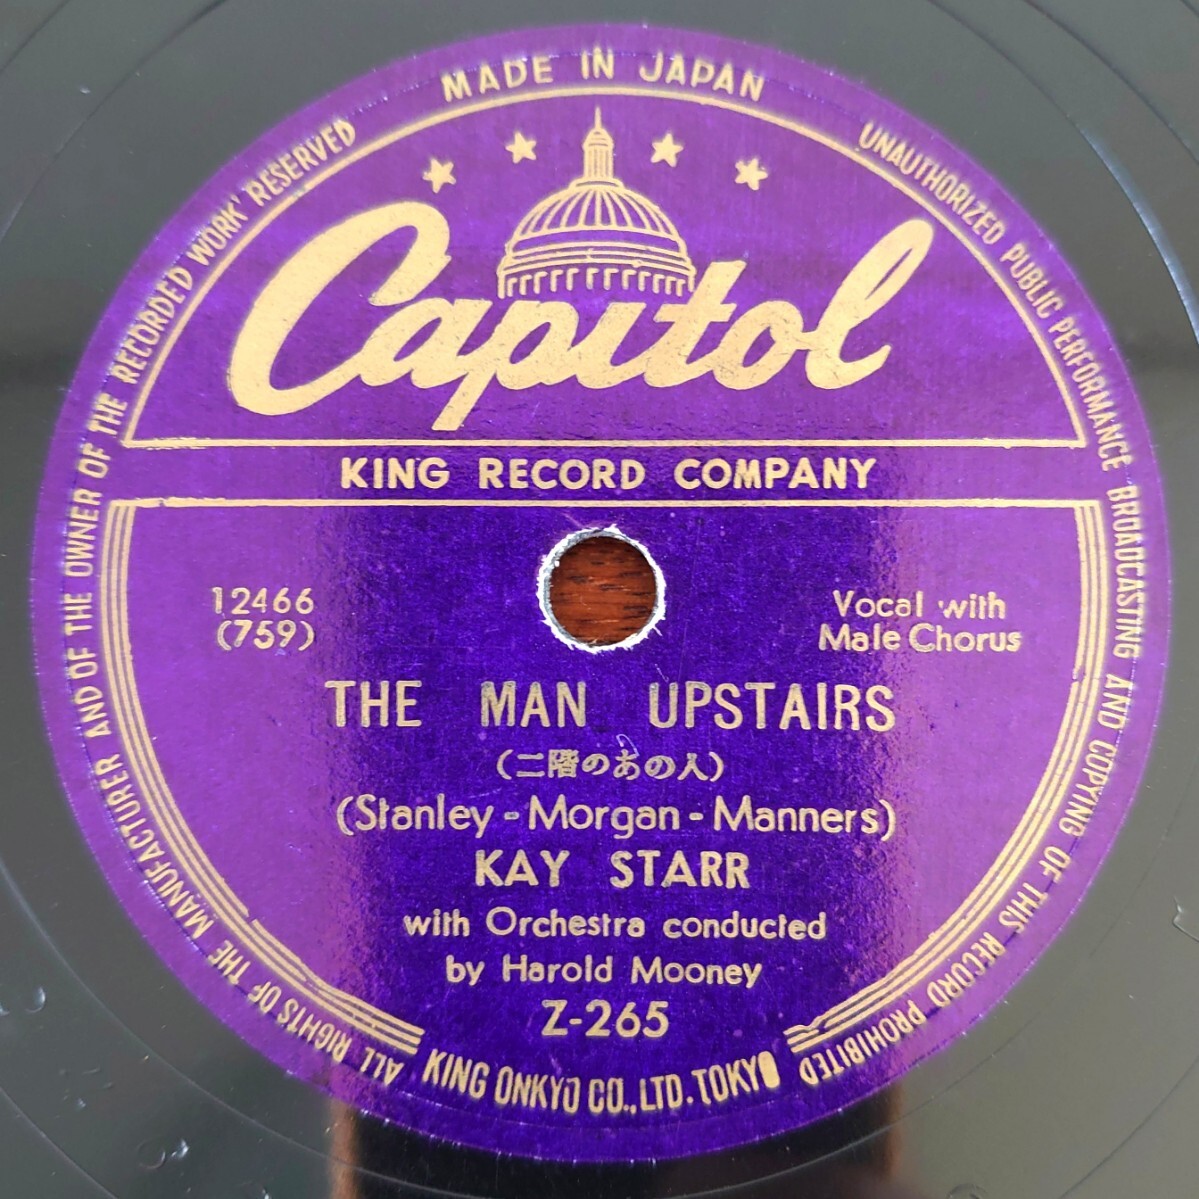 MADE IN JAPAN
Capitol
KING RECORD COMPANY
12466
(759)
Vocal with
Male Chorus
THE MAN UPSTAIRS
(二階のあの人)
(Stanley-Morgan-Manners)
KAY STARR
with Orchestra conducted
by Harold Mooney
Z-265
ALL RIGHTS OF THE MANUFACTURER AND OF THE OWNER OF THE RECORDED WORK RESERVED
UNAUTHORIZED PUBLIC PERFORMANCE BROADCASTING AND COPYING OF THIS RECORD PROHIBITED
KING ONKYO CO., LTD. TOKYO